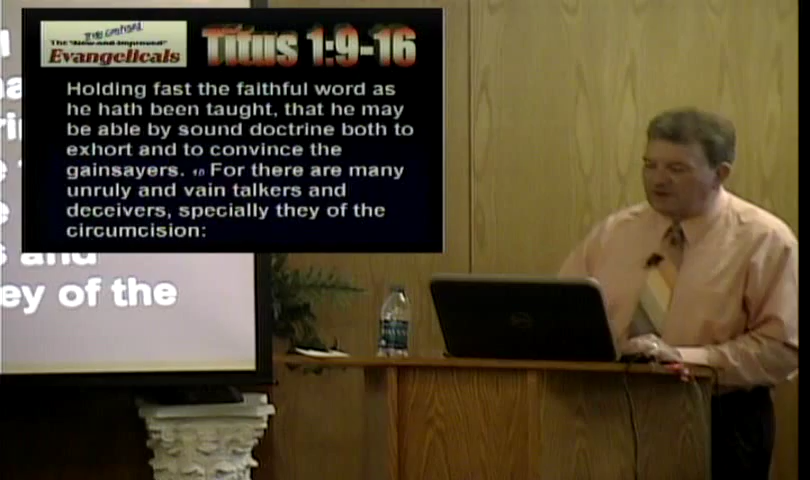 The "New and Improved"
Evangelicals
Titus 1:9-16
Holding fast the faithful word as
he hath been taught, that he may
be able by sound doctrine both to
exhort and to convince the
gainsayers. 10 For there are many
unruly and vain talkers and
deceivers, specially they of the
circumcision:
s and
ey of the